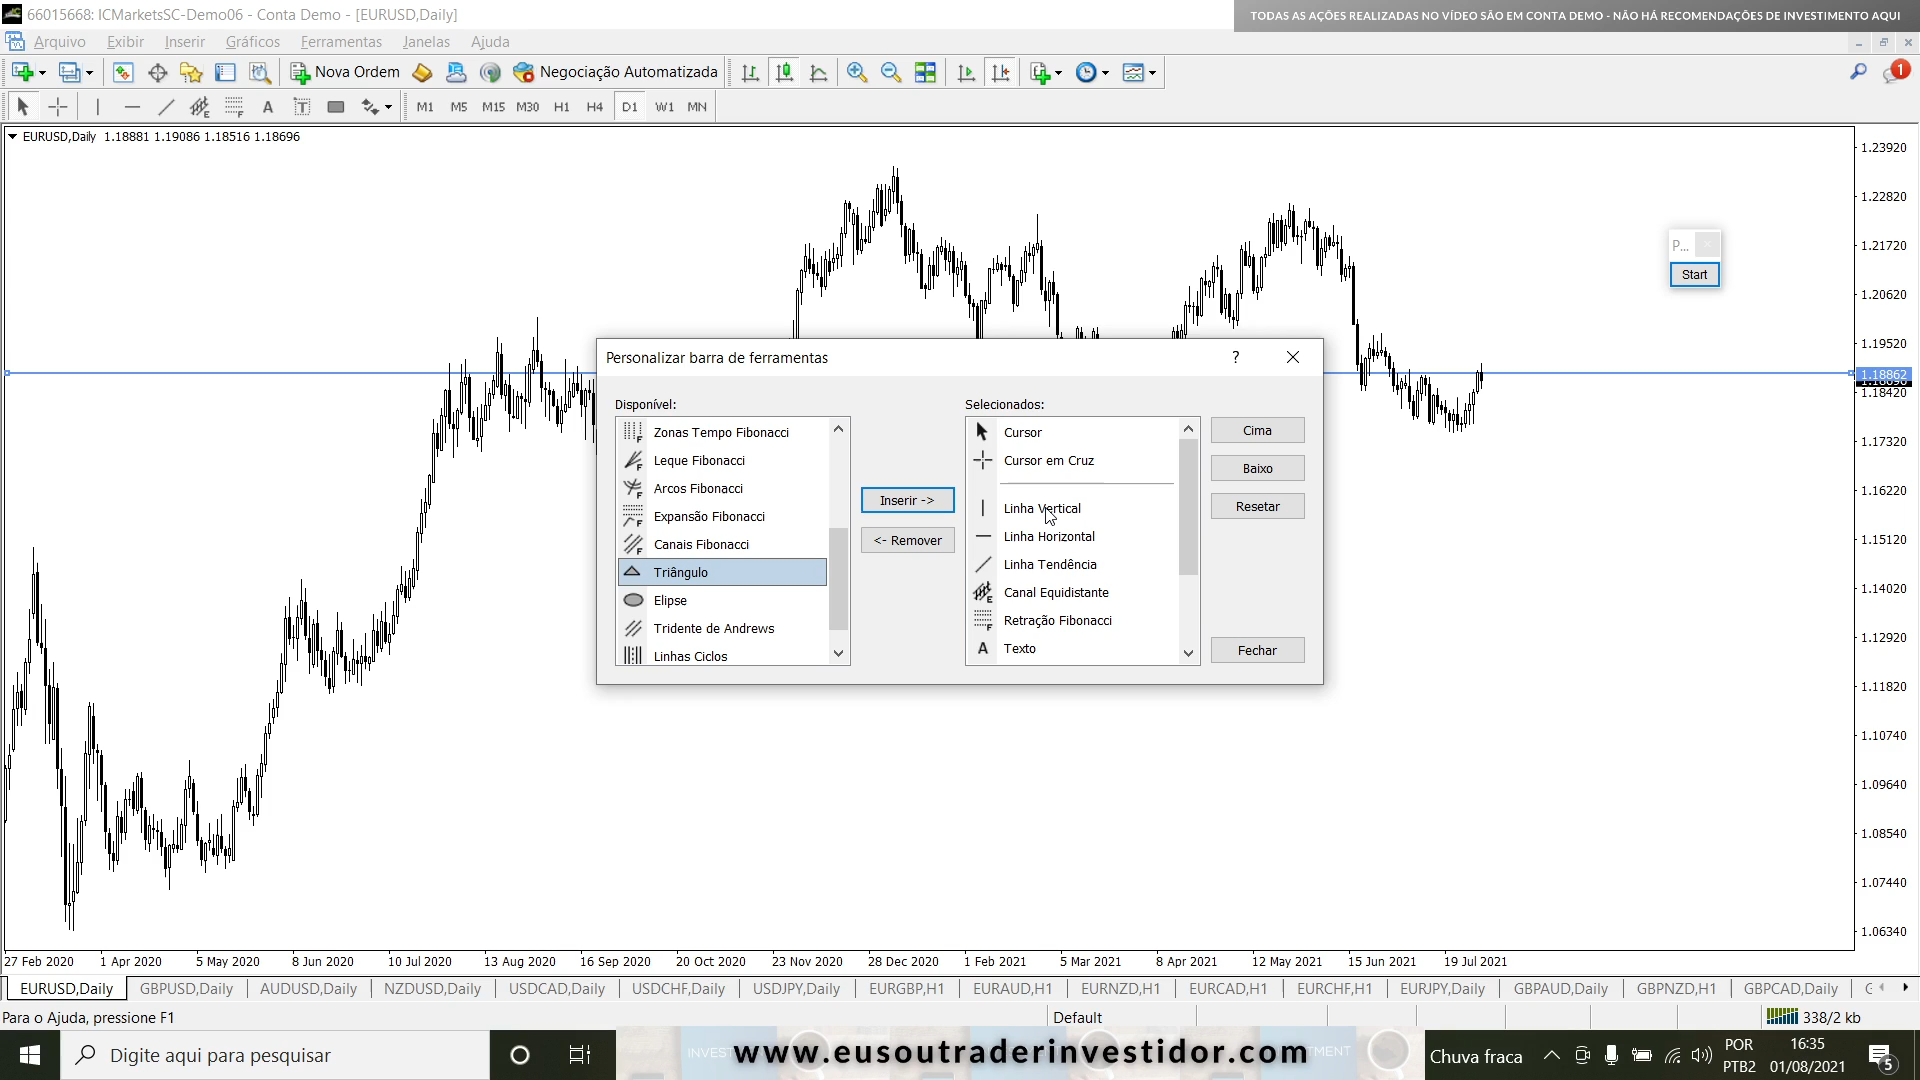 66015668: ICMarketsSC-Demo06 - Conta Demo - [EURUSD,Daily]
TODAS AS AÇÕES REALIZADAS NO VÍDEO SÃO EM CONTA DEMO - NÃO HÁ RECOMENDAÇÕES DE INVESTIMENTO AQUI
Arquivo Exibir Inserir Gráficos Ferramentas Janelas Ajuda
Nova Ordem Negociação Automatizada 1
A T M1 M5 M15 M30 H1 H4 D1 W1 MN
EURUSD,Daily 1.18881 1.19086 1.18516 1.18696
1.23920
1.22820
1.21720
P...
Start
1.20620
1.19520
1.18862
1.18420
1.17320
1.16220
1.15120
1.14020
1.12920
1.11820
1.10740
1.09640
1.08540
1.07440
1.06340
Personalizar barra de ferramentas ?
Disponível:
Zonas Tempo Fibonacci
Leque Fibonacci
Arcos Fibonacci
Expansão Fibonacci
Canais Fibonacci
Triângulo
Elipse
Tridente de Andrews
Linhas Ciclos
Inserir ->
<- Remover
Selecionados:
Cursor
Cursor em Cruz
Linha Vertical
Linha Horizontal
Linha Tendência
Canal Equidistante
Retração Fibonacci
A Texto
Cima
Baixo
Resetar
Fechar
27 Feb 2020 1 Apr 2020 5 May 2020 8 Jun 2020 10 Jul 2020 13 Aug 2020 16 Sep 2020 20 Oct 2020 23 Nov 2020 28 Dec 2020 1 Feb 2021 5 Mar 2021 8 Apr 2021 12 May 2021 15 Jun 2021 19 Jul 2021
EURUSD,Daily GBPUSD,Daily AUDUSD,Daily NZDUSD,Daily USDCAD,Daily USDCHF,Daily USDJPY,Daily EURGBP,H1 EURAUD,H1 EURNZD,H1 EURCAD,H1 EURCHF,H1 EURJPY,Daily GBPAUD,Daily GBPNZD,H1 GBPCAD,Daily
Para o Ajuda, pressione F1 Default 338/2 kb
Digite aqui para pesquisar
www.eusoutraderinvestidor.com
Chuva fraca
POR
PTB2
16:35
01/08/2021
5